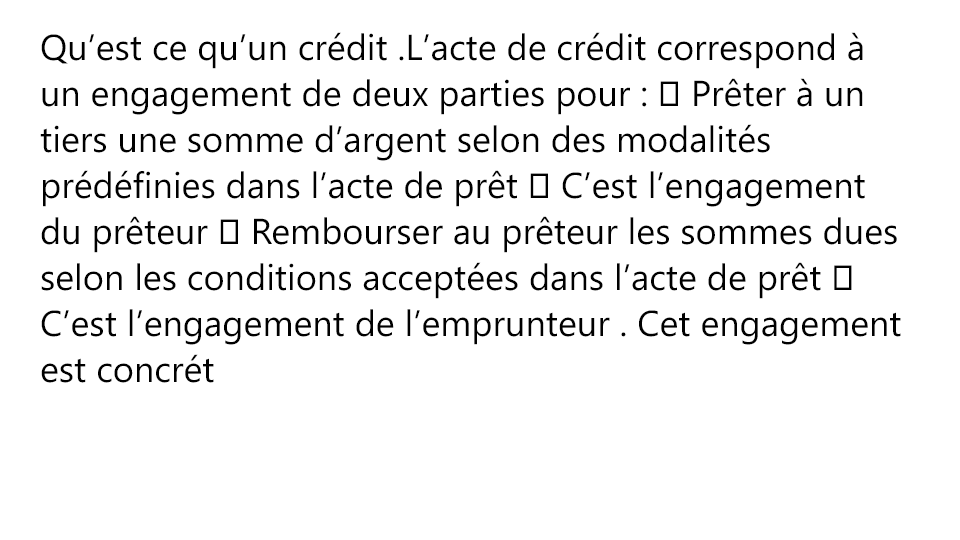 Qu’est ce qu’un crédit .L’acte de crédit correspond à
un engagement de deux parties pour : 	 Prêter à un
tiers une somme d’argent selon des modalités
prédéfinies dans l’acte de prêt  C’est l’engagement
du prêteur  Rembourser au prêteur les sommes dues
selon les conditions acceptées dans l’acte de prêt 
C’est l’engagement de l’emprunteur . Cet engagement
est concrét